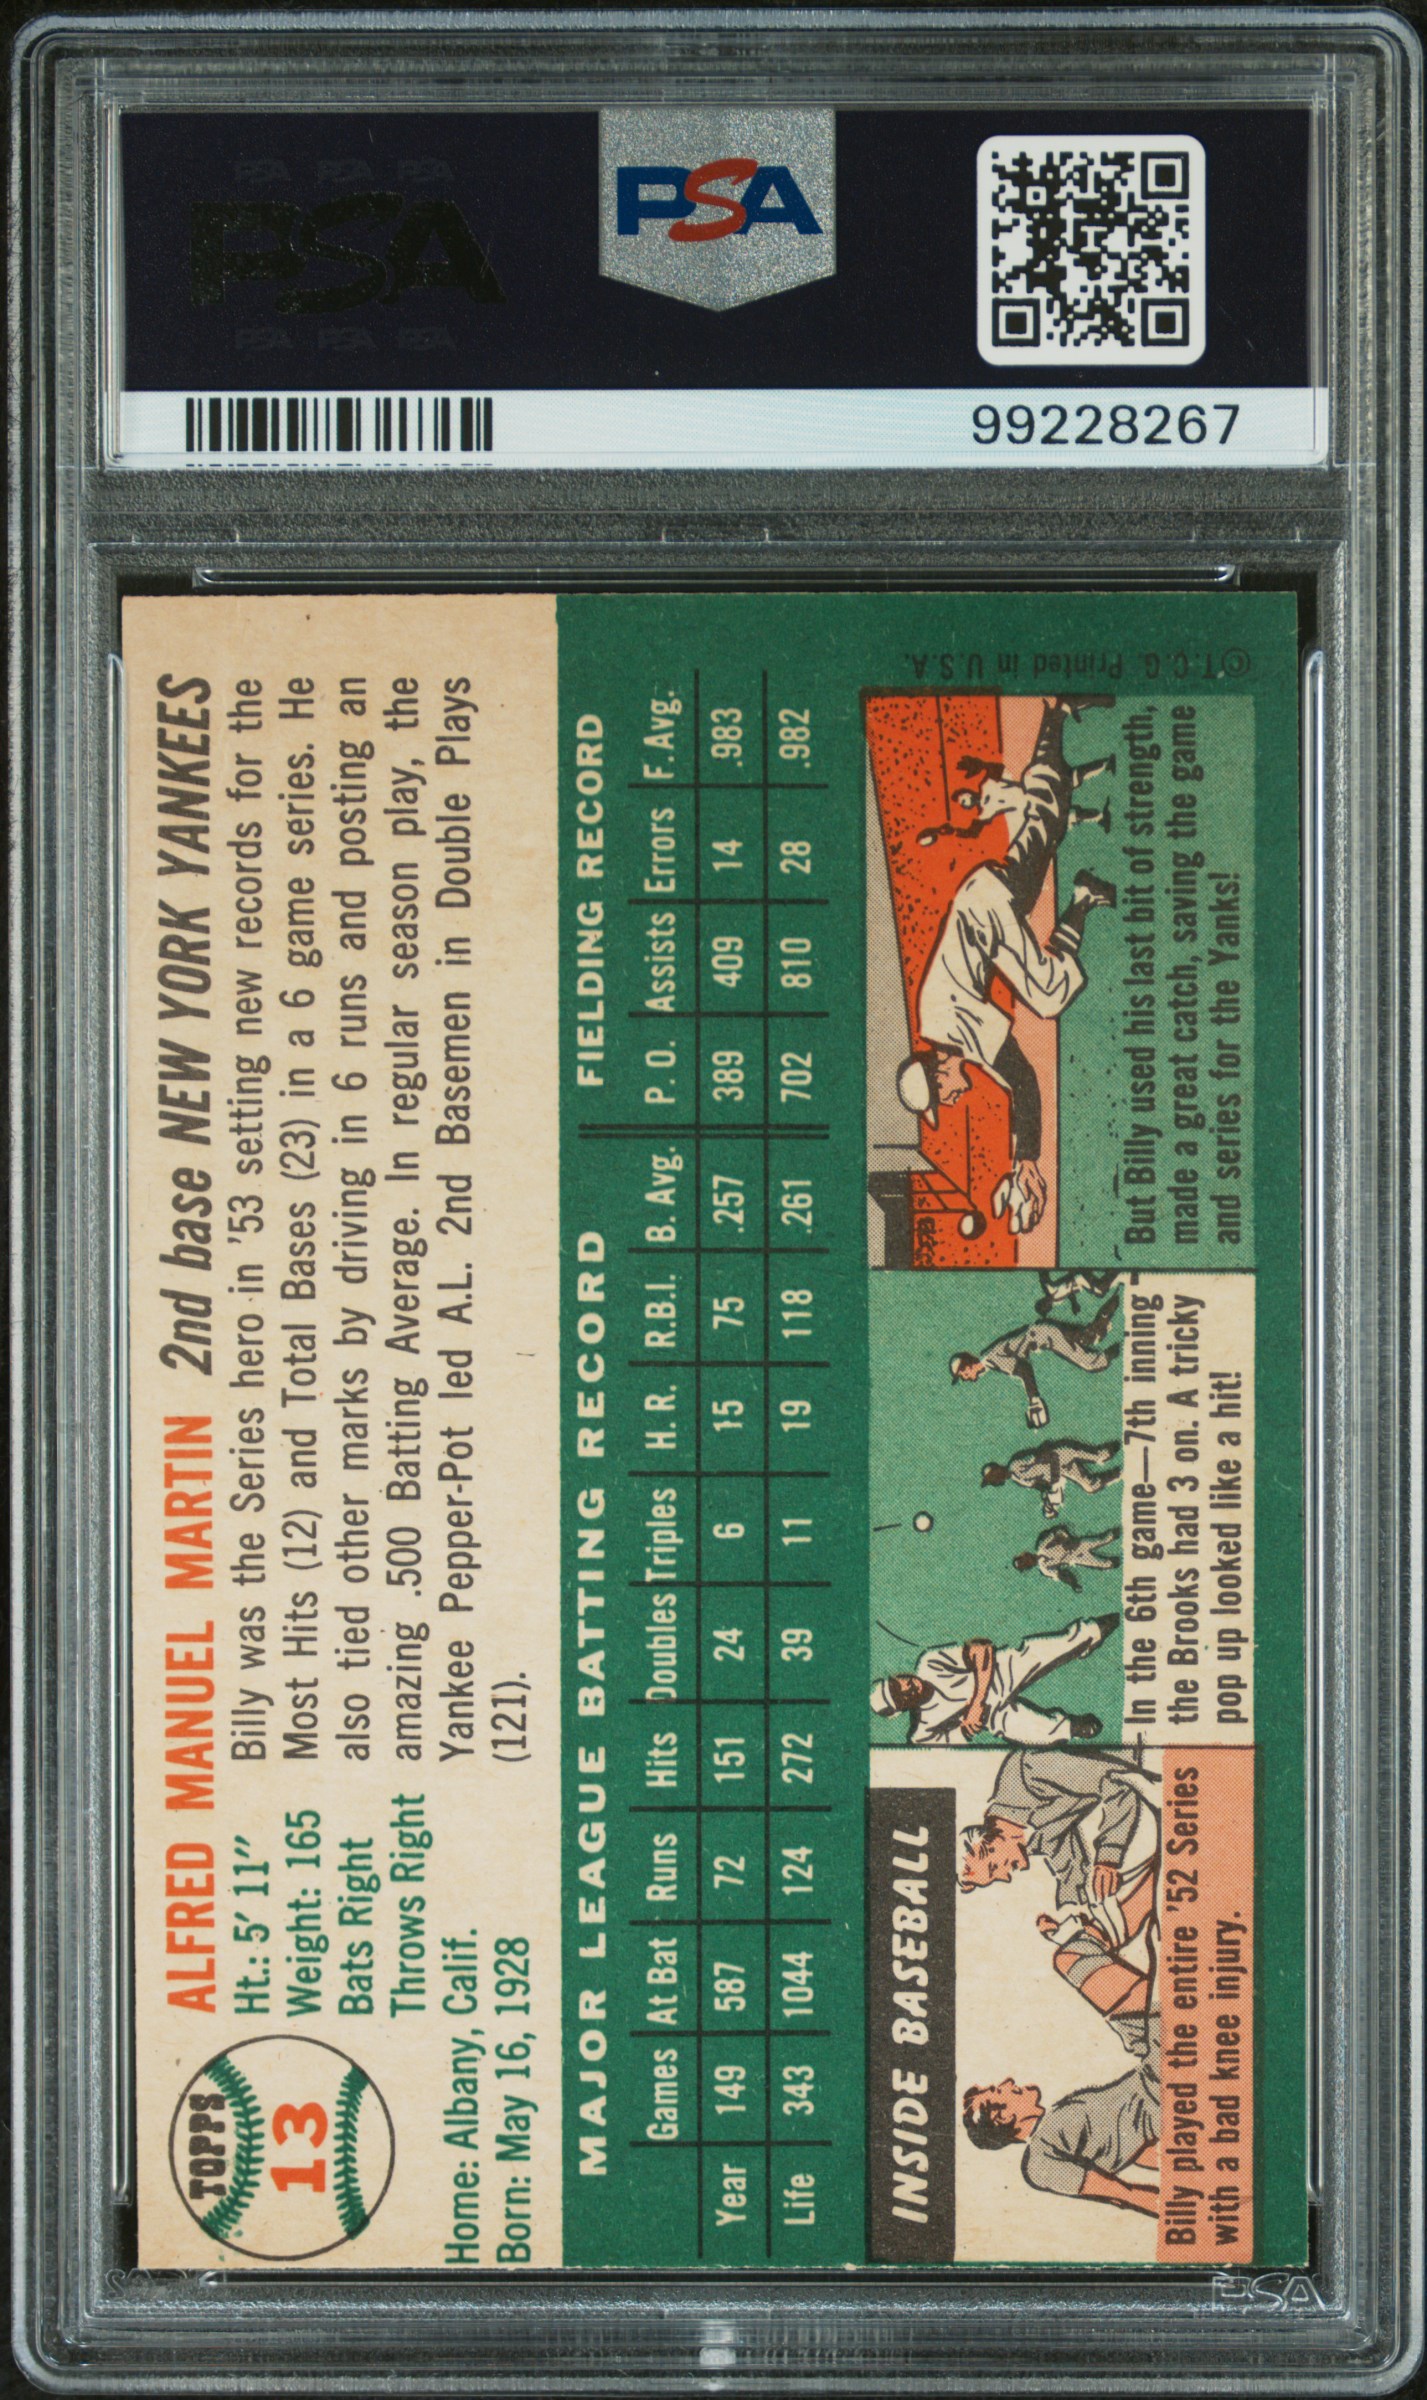 PSA PSA PSA
PSA
PSA PSA PSA
PSA
99228267
TOPPS
13
ALFRED MANUEL MARTIN 2nd base NEW YORK YANKEES
Ht.: 5' 11"
Weight: 165
Bats Right
Throws Right
Home: Albany, Calif.
Born: May 16, 1928
Billy was the Series hero in '53 setting new records for the
Most Hits (12) and Total Bases (23) in a 6 game series. He
also tied other marks by driving in 6 runs and posting an
amazing .500 Batting Average. In regular season play, the
Yankee Pepper-Pot led A.L. 2nd Basemen in Double Plays
(121).
MAJOR LEAGUE BATTING RECORD FIELDING RECORD
Games At Bat Runs Hits Doubles Triples H. R. R.B.I. B. Avg. P. O. Assists Errors F. Avg.
Year 149 587 72 151 24 6 15 75 .257 389 409 14 .983
Life 343 1044 124 272 39 11 19 118 .261 702 810 28 .982
INSIDE BASEBALL
Billy played the entire '52 Series
with a bad knee injury.
In the 6th game—7th inning—
the Brooks had 3 on. A tricky
pop up looked like a hit!
But Billy used his last bit of strength,
made a great catch, saving the game
and series for the Yanks!
©T.C.G. Printed in U.S.A.
PSA